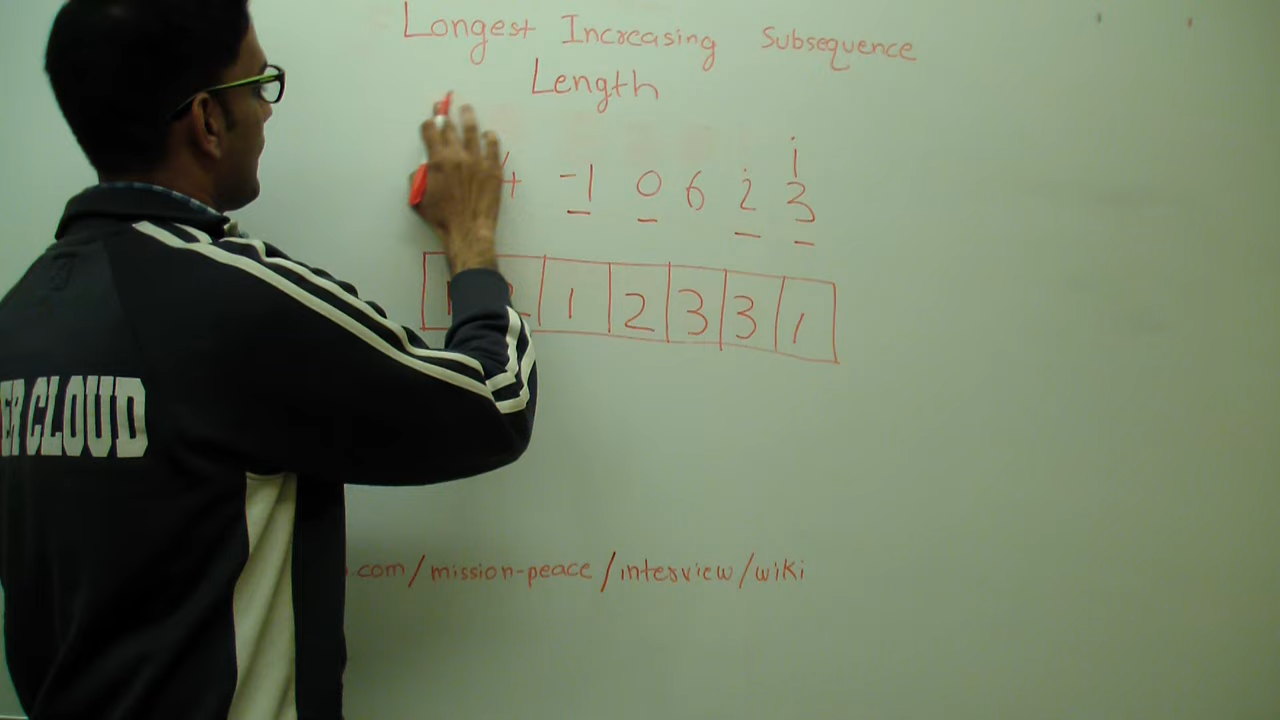 Longest Increasing Subsequence
Length
i
4 -1 0 6 2 3
1 2 3 3 1
ER CLOUD
.com/mission-peace/interview/wiki